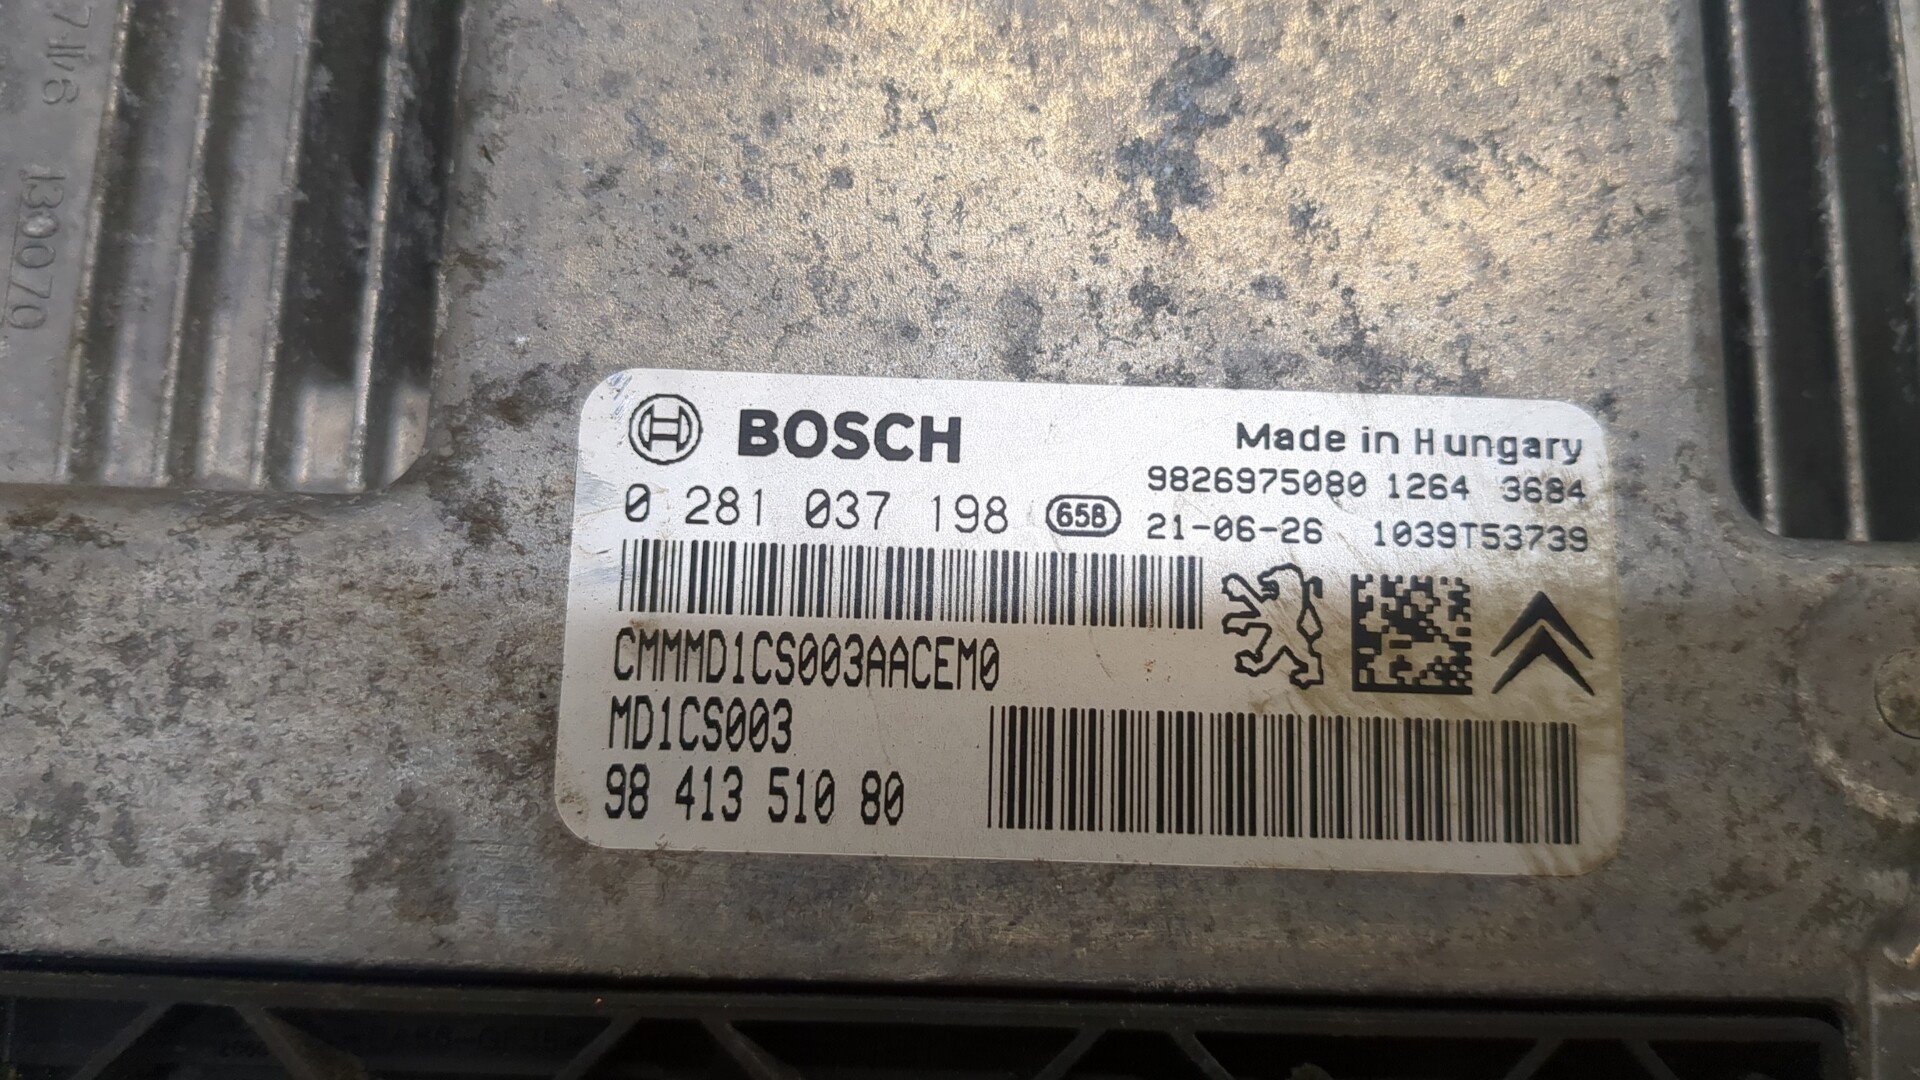 130070
BOSCH
Made in Hungary
9826975080 1264 3684
0 281 037 198 658 21-06-26 1039T53739
CMMMD1CS003AACEM0
MD1CS003
98 413 510 80